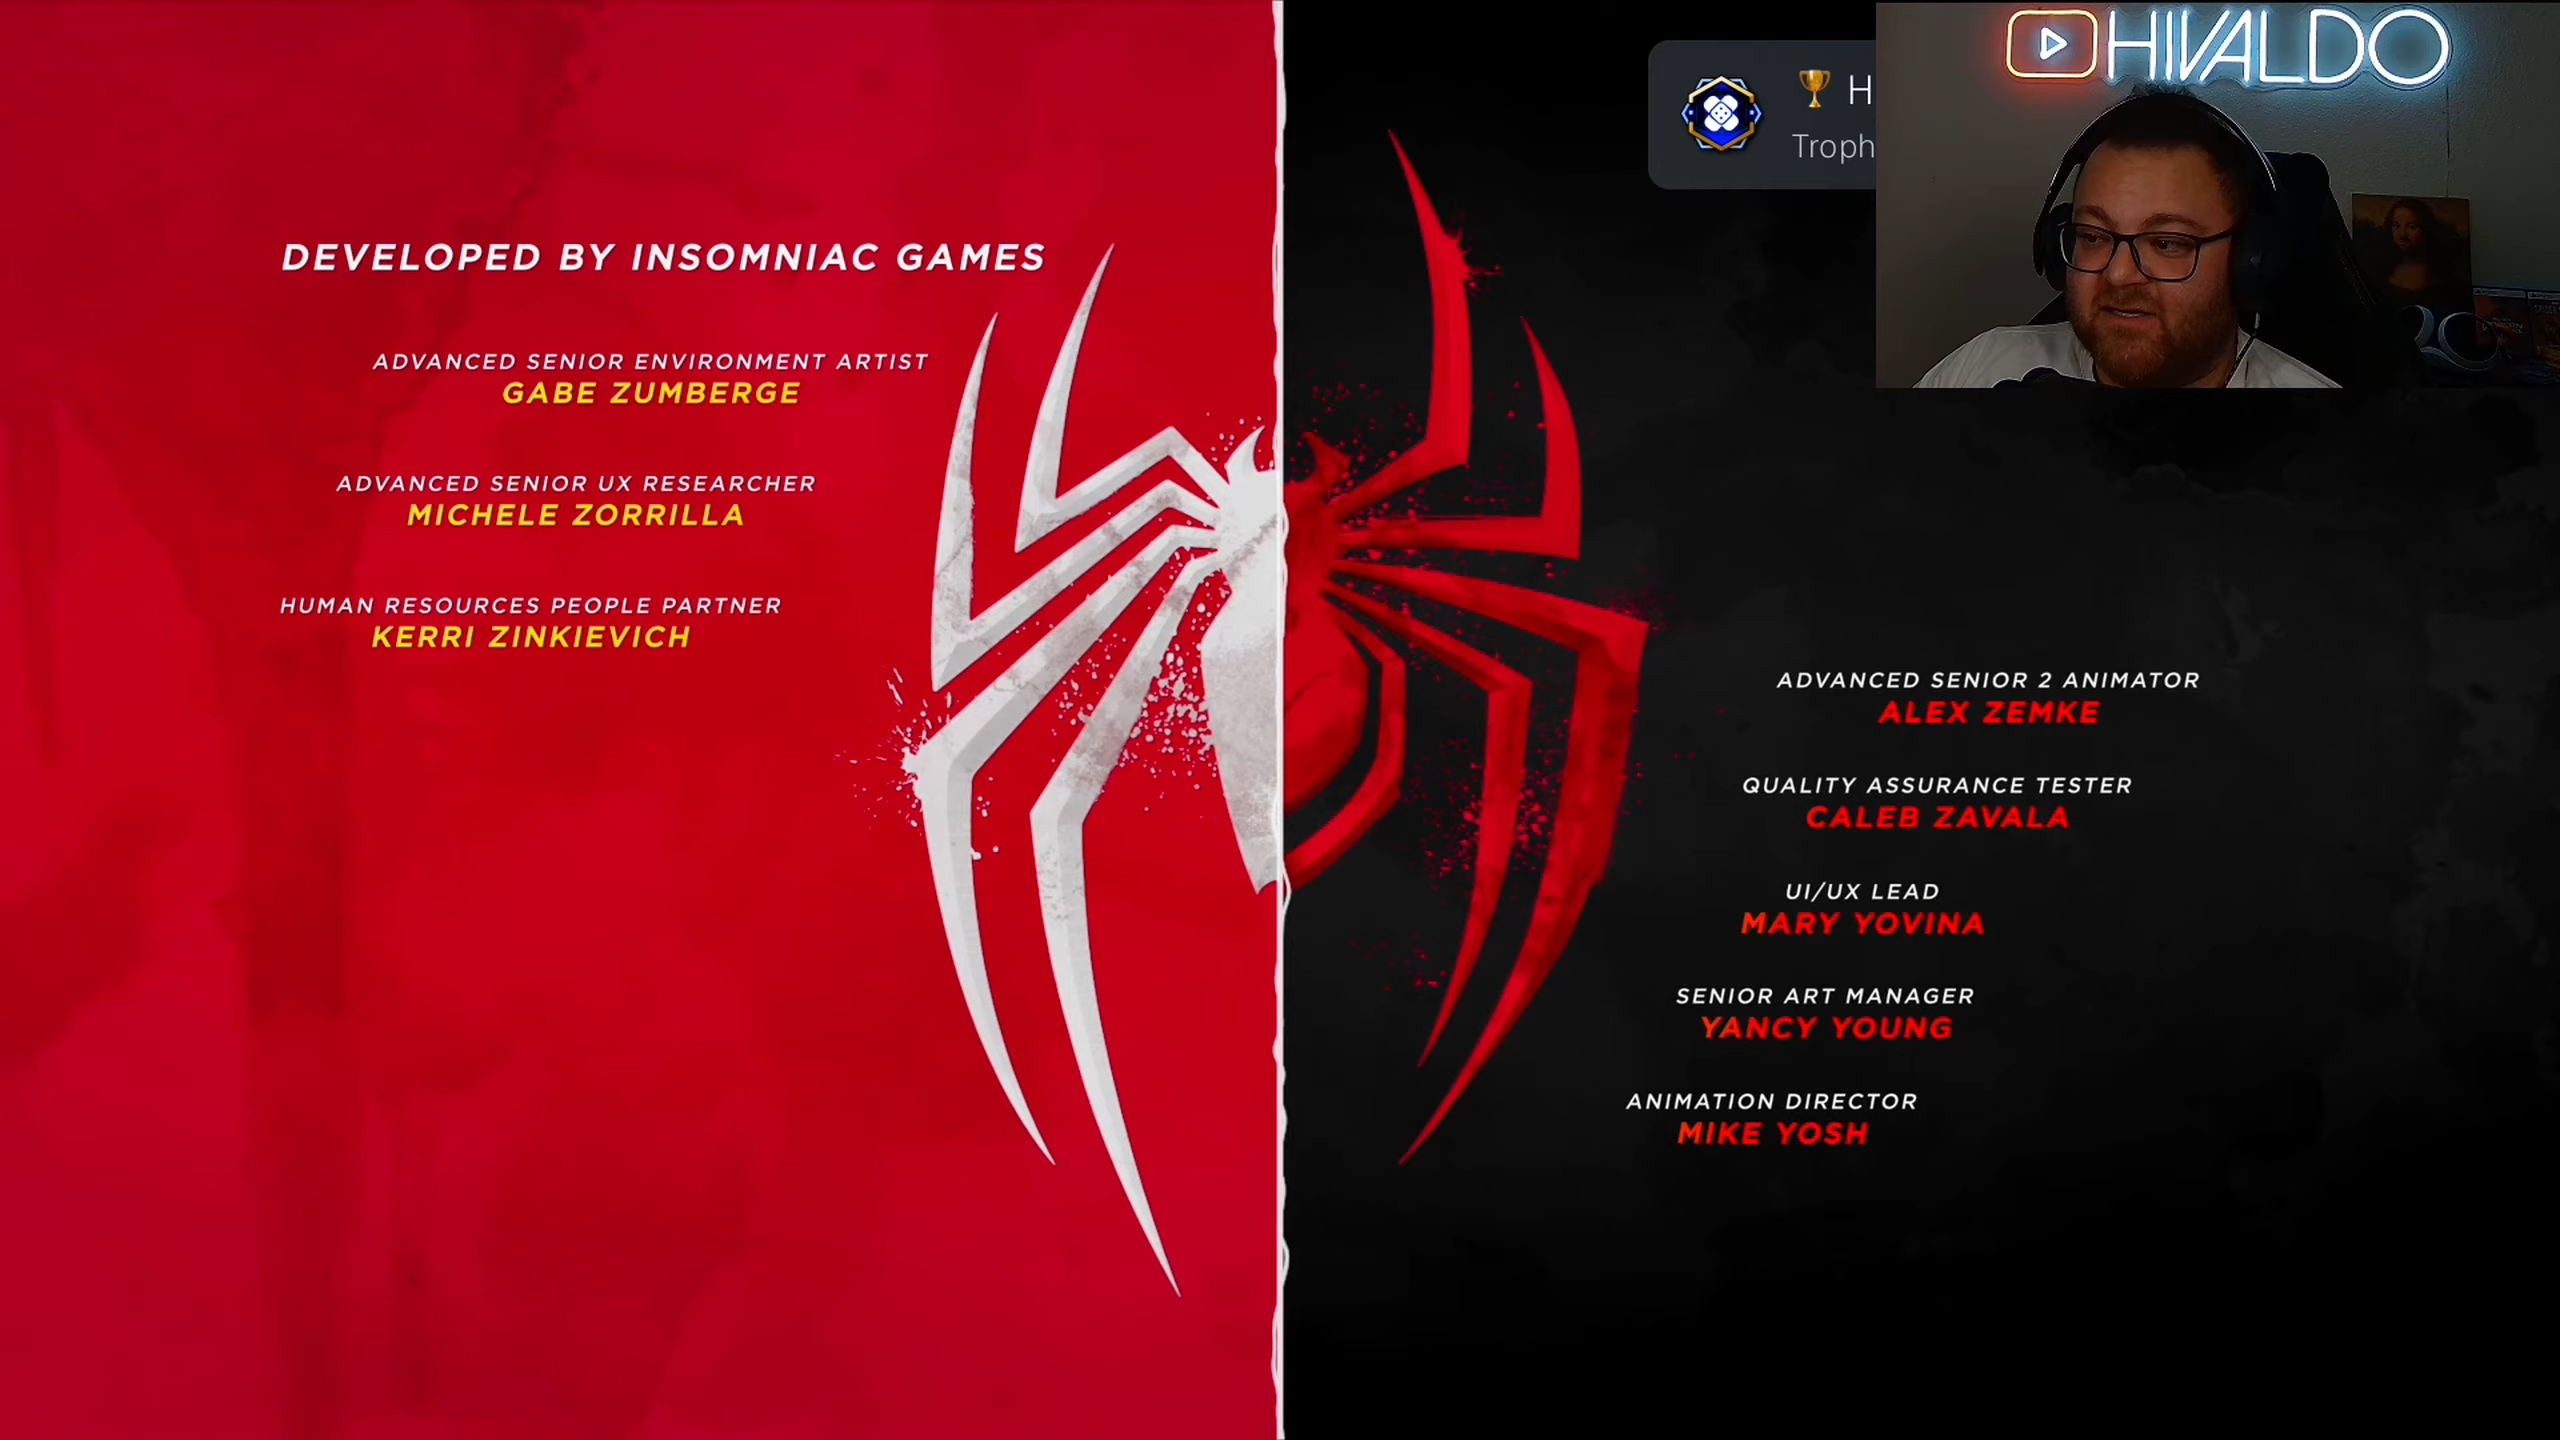 DEVELOPED BY INSOMNIAC GAMES
ADVANCED SENIOR ENVIRONMENT ARTIST
GABE ZUMBERGE
ADVANCED SENIOR UX RESEARCHER
MICHELE ZORRILLA
HUMAN RESOURCES PEOPLE PARTNER
KERRI ZINKIEVICH
H
Troph
HIVALDO
ADVANCED SENIOR 2 ANIMATOR
ALEX ZEMKE
QUALITY ASSURANCE TESTER
CALEB ZAVALA
UI/UX LEAD
MARY YOVINA
SENIOR ART MANAGER
YANCY YOUNG
ANIMATION DIRECTOR
MIKE YOSH